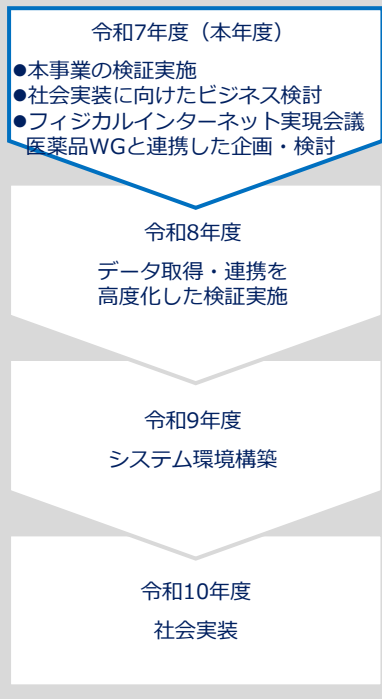 令和7年度（本年度）
●本事業の検証実施
●社会実装に向けたビジネス検討
●フィジカルインターネット実現会議
医薬品WGと連携した企画・検討
令和8年度
データ取得・連携を
高度化した検証実施
令和9年度
システム環境構築
令和10年度
社会実装